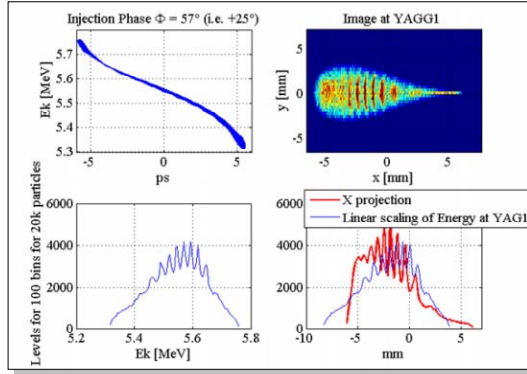 Injection Phase Φ = 57° (i.e. +25°)
Ek [MeV]
5.7
5.6
5.5
5.4
5.3
-5 0 5
ps
Image at YAGG1
y [mm]
5
0
-5
-5 0 5
x [mm]
Levels for 100 bins for 20k particles
6000
4000
2000
0
5.2 5.4 5.6 5.8
Ek [MeV]
X projection
Linear scaling of Energy at YAG1
6000
4000
2000
0
-10 -5 0 5
mm